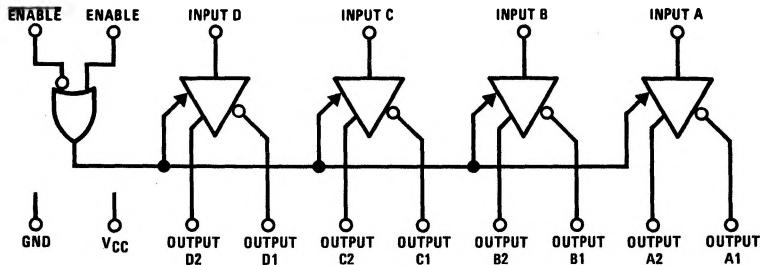 ENABLE ENABLE INPUT D INPUT C INPUT B INPUT A
GND VCC OUTPUT D2 OUTPUT D1 OUTPUT C2 OUTPUT C1 OUTPUT B2 OUTPUT B1 OUTPUT A2 OUTPUT A1